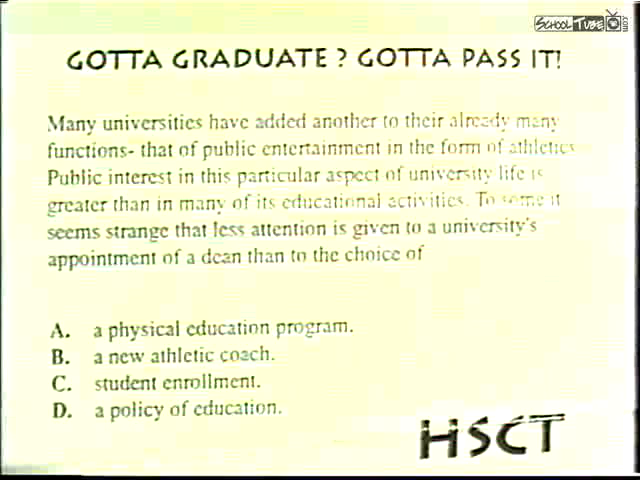 SCHOOLTUBE.com
GOTTA GRADUATE? GOTTA PASS IT!
Many universities have added another to their already many
functions- that of public entertainment in the form of athletics.
Public interest in this particular aspect of university life is
greater than in many of its educational activities. To some it
seems strange that less attention is given to a university's
appointment of a dean than to the choice of
A. a physical education program.
B. a new athletic coach.
C. student enrollment.
D. a policy of education.
HSCT